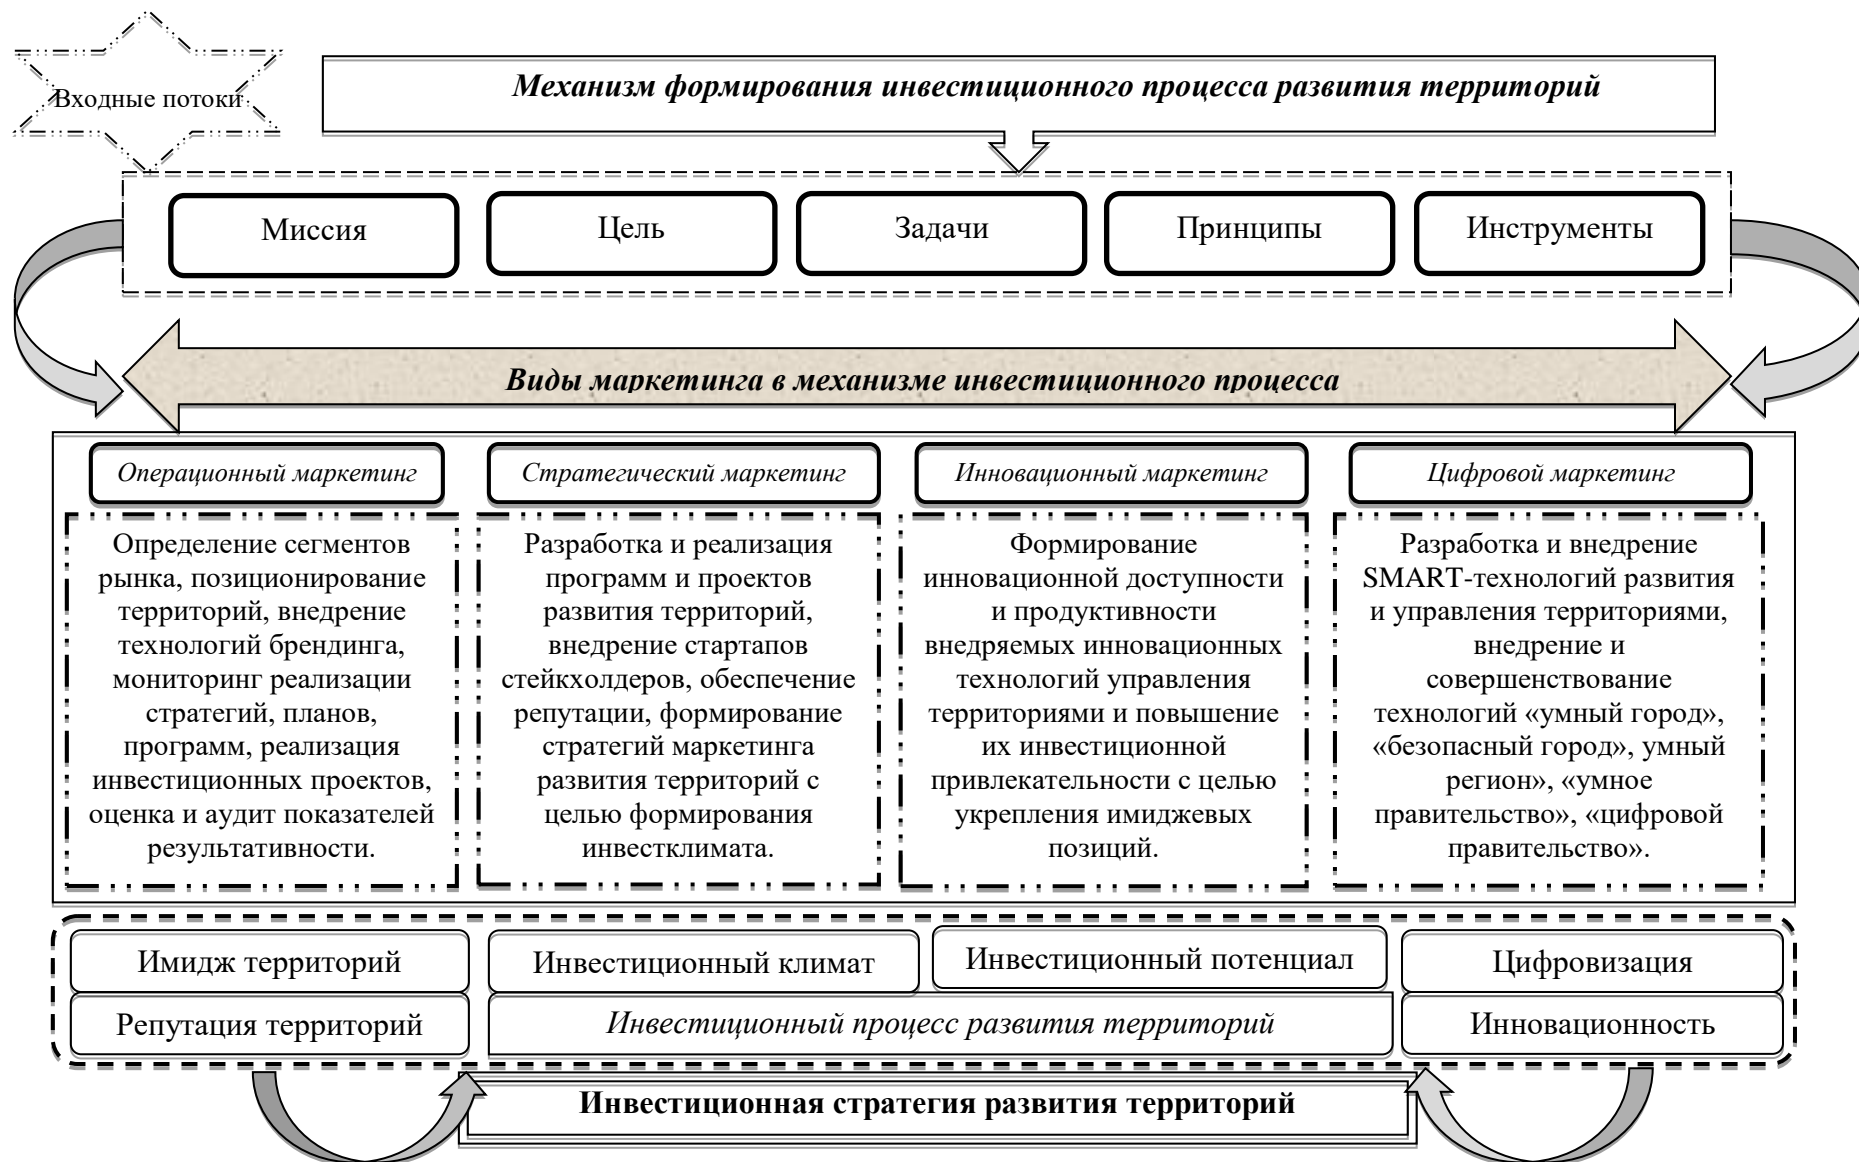 Входные потоки
Механизм формирования инвестиционного процесса развития территорий
Миссия
Цель
Задачи
Принципы
Инструменты
Виды маркетинга в механизме инвестиционного процесса
Операционный маркетинг
Определение сегментов
рынка, позиционирование
территорий, внедрение
технологий брендинга,
мониторинг реализации
стратегий, планов,
программ, реализация
инвестиционных проектов,
оценка и аудит показателей
результативности.
Стратегический маркетинг
Разработка и реализация
программ и проектов
развития территорий,
внедрение стартапов
стейкхолдеров, обеспечение
репутации, формирование
стратегий маркетинга
развития территорий с
целью формирования
инвестклимата.
Инновационный маркетинг
Формирование
инновационной доступности
и продуктивности
внедряемых инновационных
технологий управления
территориями и повышение
их инвестиционной
привлекательности с целью
укрепления имиджевых
позиций.
Цифровой маркетинг
Разработка и внедрение
SMART-технологий развития
и управления территориями,
внедрение и
совершенствование
технологий «умный город»,
«безопасный город», умный
регион», «умное
правительство», «цифровой
правительство».
Имидж территорий
Инвестиционный климат
Инвестиционный потенциал
Цифровизация
Репутация территорий
Инвестиционный процесс развития территорий
Инновационность
Инвестиционная стратегия развития территорий